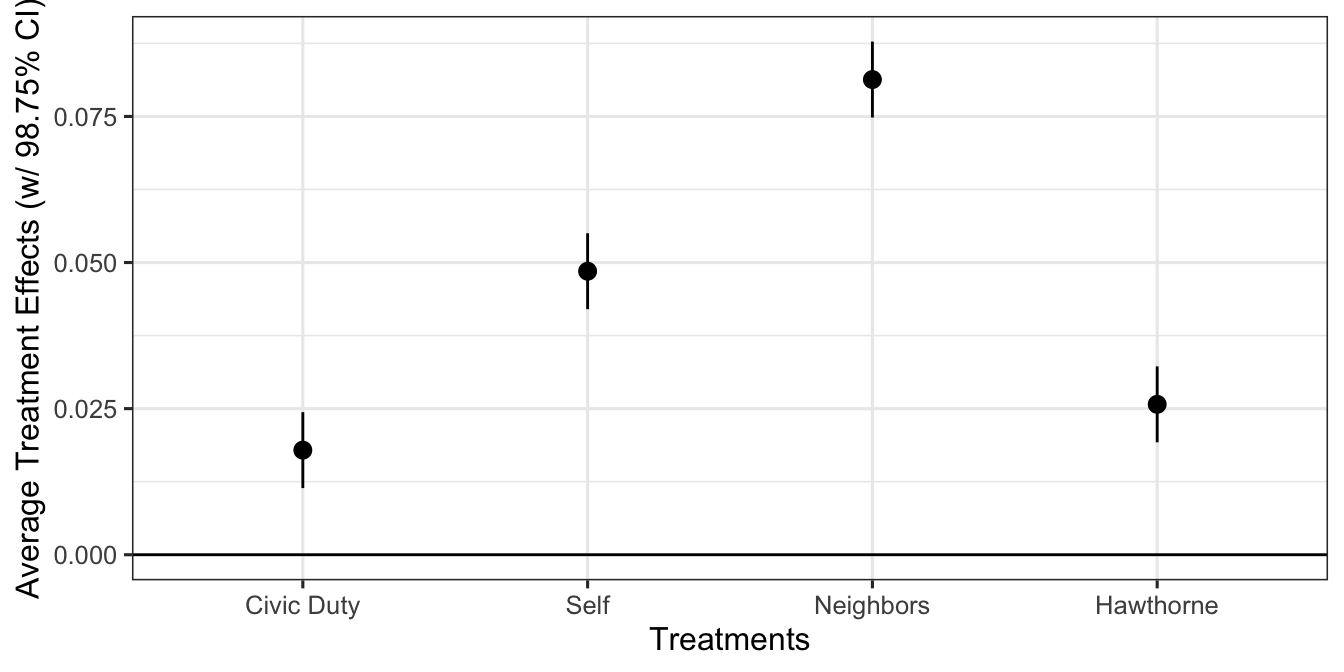 Average Treatment Effects (w/ 98.75% CI)
0.075
0.050
0.025
0.000
Civic Duty Self Neighbors Hawthorne
Treatments